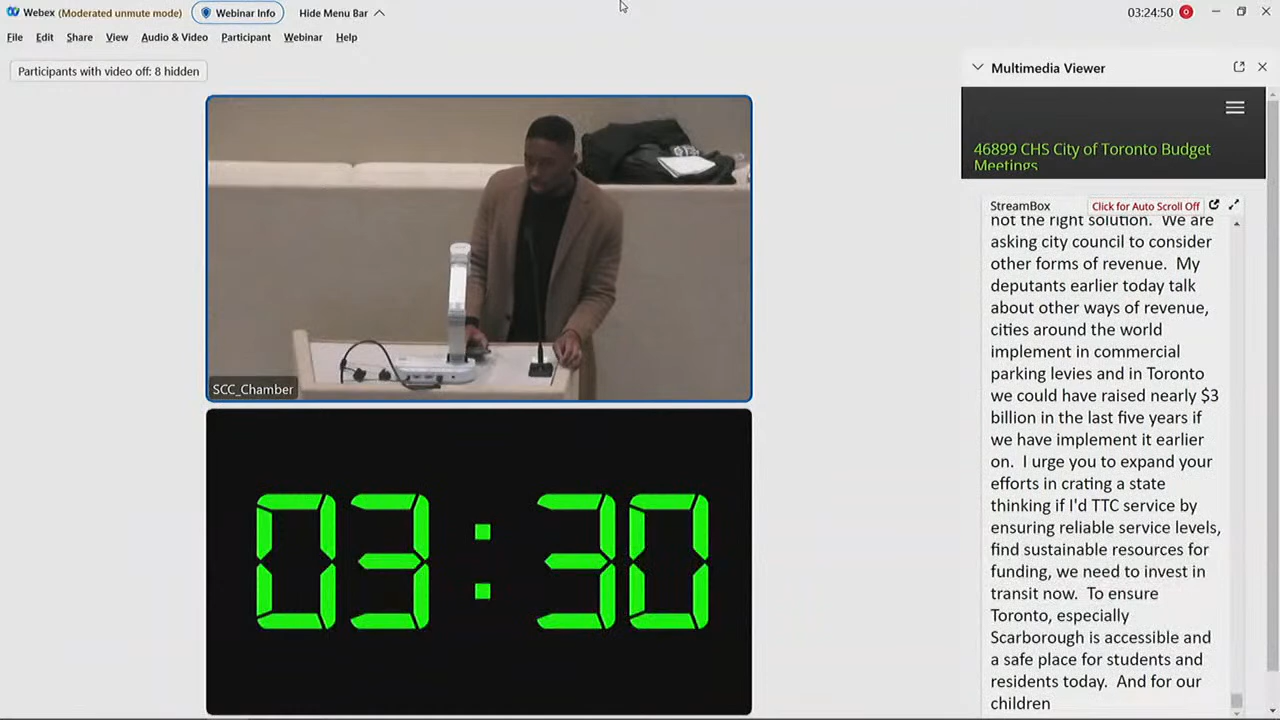 Webex (Moderated unmute mode) Webinar Info Hide Menu Bar 03:24:50
File Edit Share View Audio & Video Participant Webinar Help
Participants with video off: 8 hidden
Multimedia Viewer
46899 CHS City of Toronto Budget
Meetings
StreamBox Click for Auto Scroll Off
not the right solution. We are
asking city council to consider
other forms of revenue. My
deputants earlier today talk
about other ways of revenue,
cities around the world
implement in commercial
parking levies and in Toronto
we could have raised nearly $3
billion in the last five years if
we have implement it earlier
on. I urge you to expand your
efforts in crating a state
thinking if I'd TTC service by
ensuring reliable service levels,
find sustainable resources for
funding, we need to invest in
transit now. To ensure
Toronto, especially
Scarborough is accessible and
a safe place for students and
residents today. And for our
children
SCC_Chamber
03:30